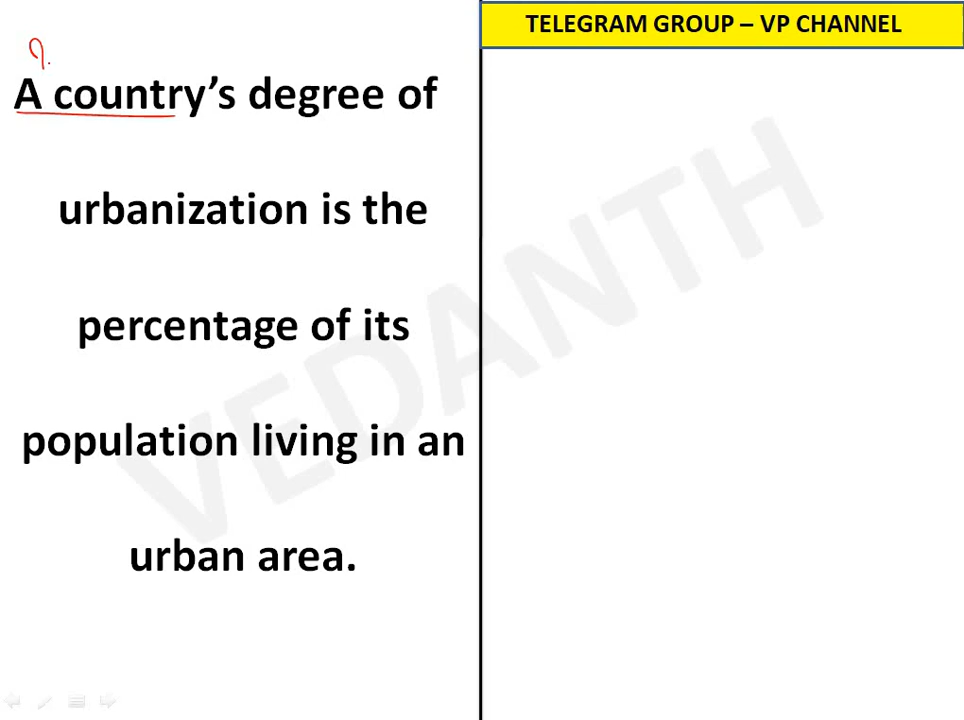 TELEGRAM GROUP – VP CHANNEL
A country’s degree of
urbanization is the
percentage of its
population living in an
urban area.
VEDANTH